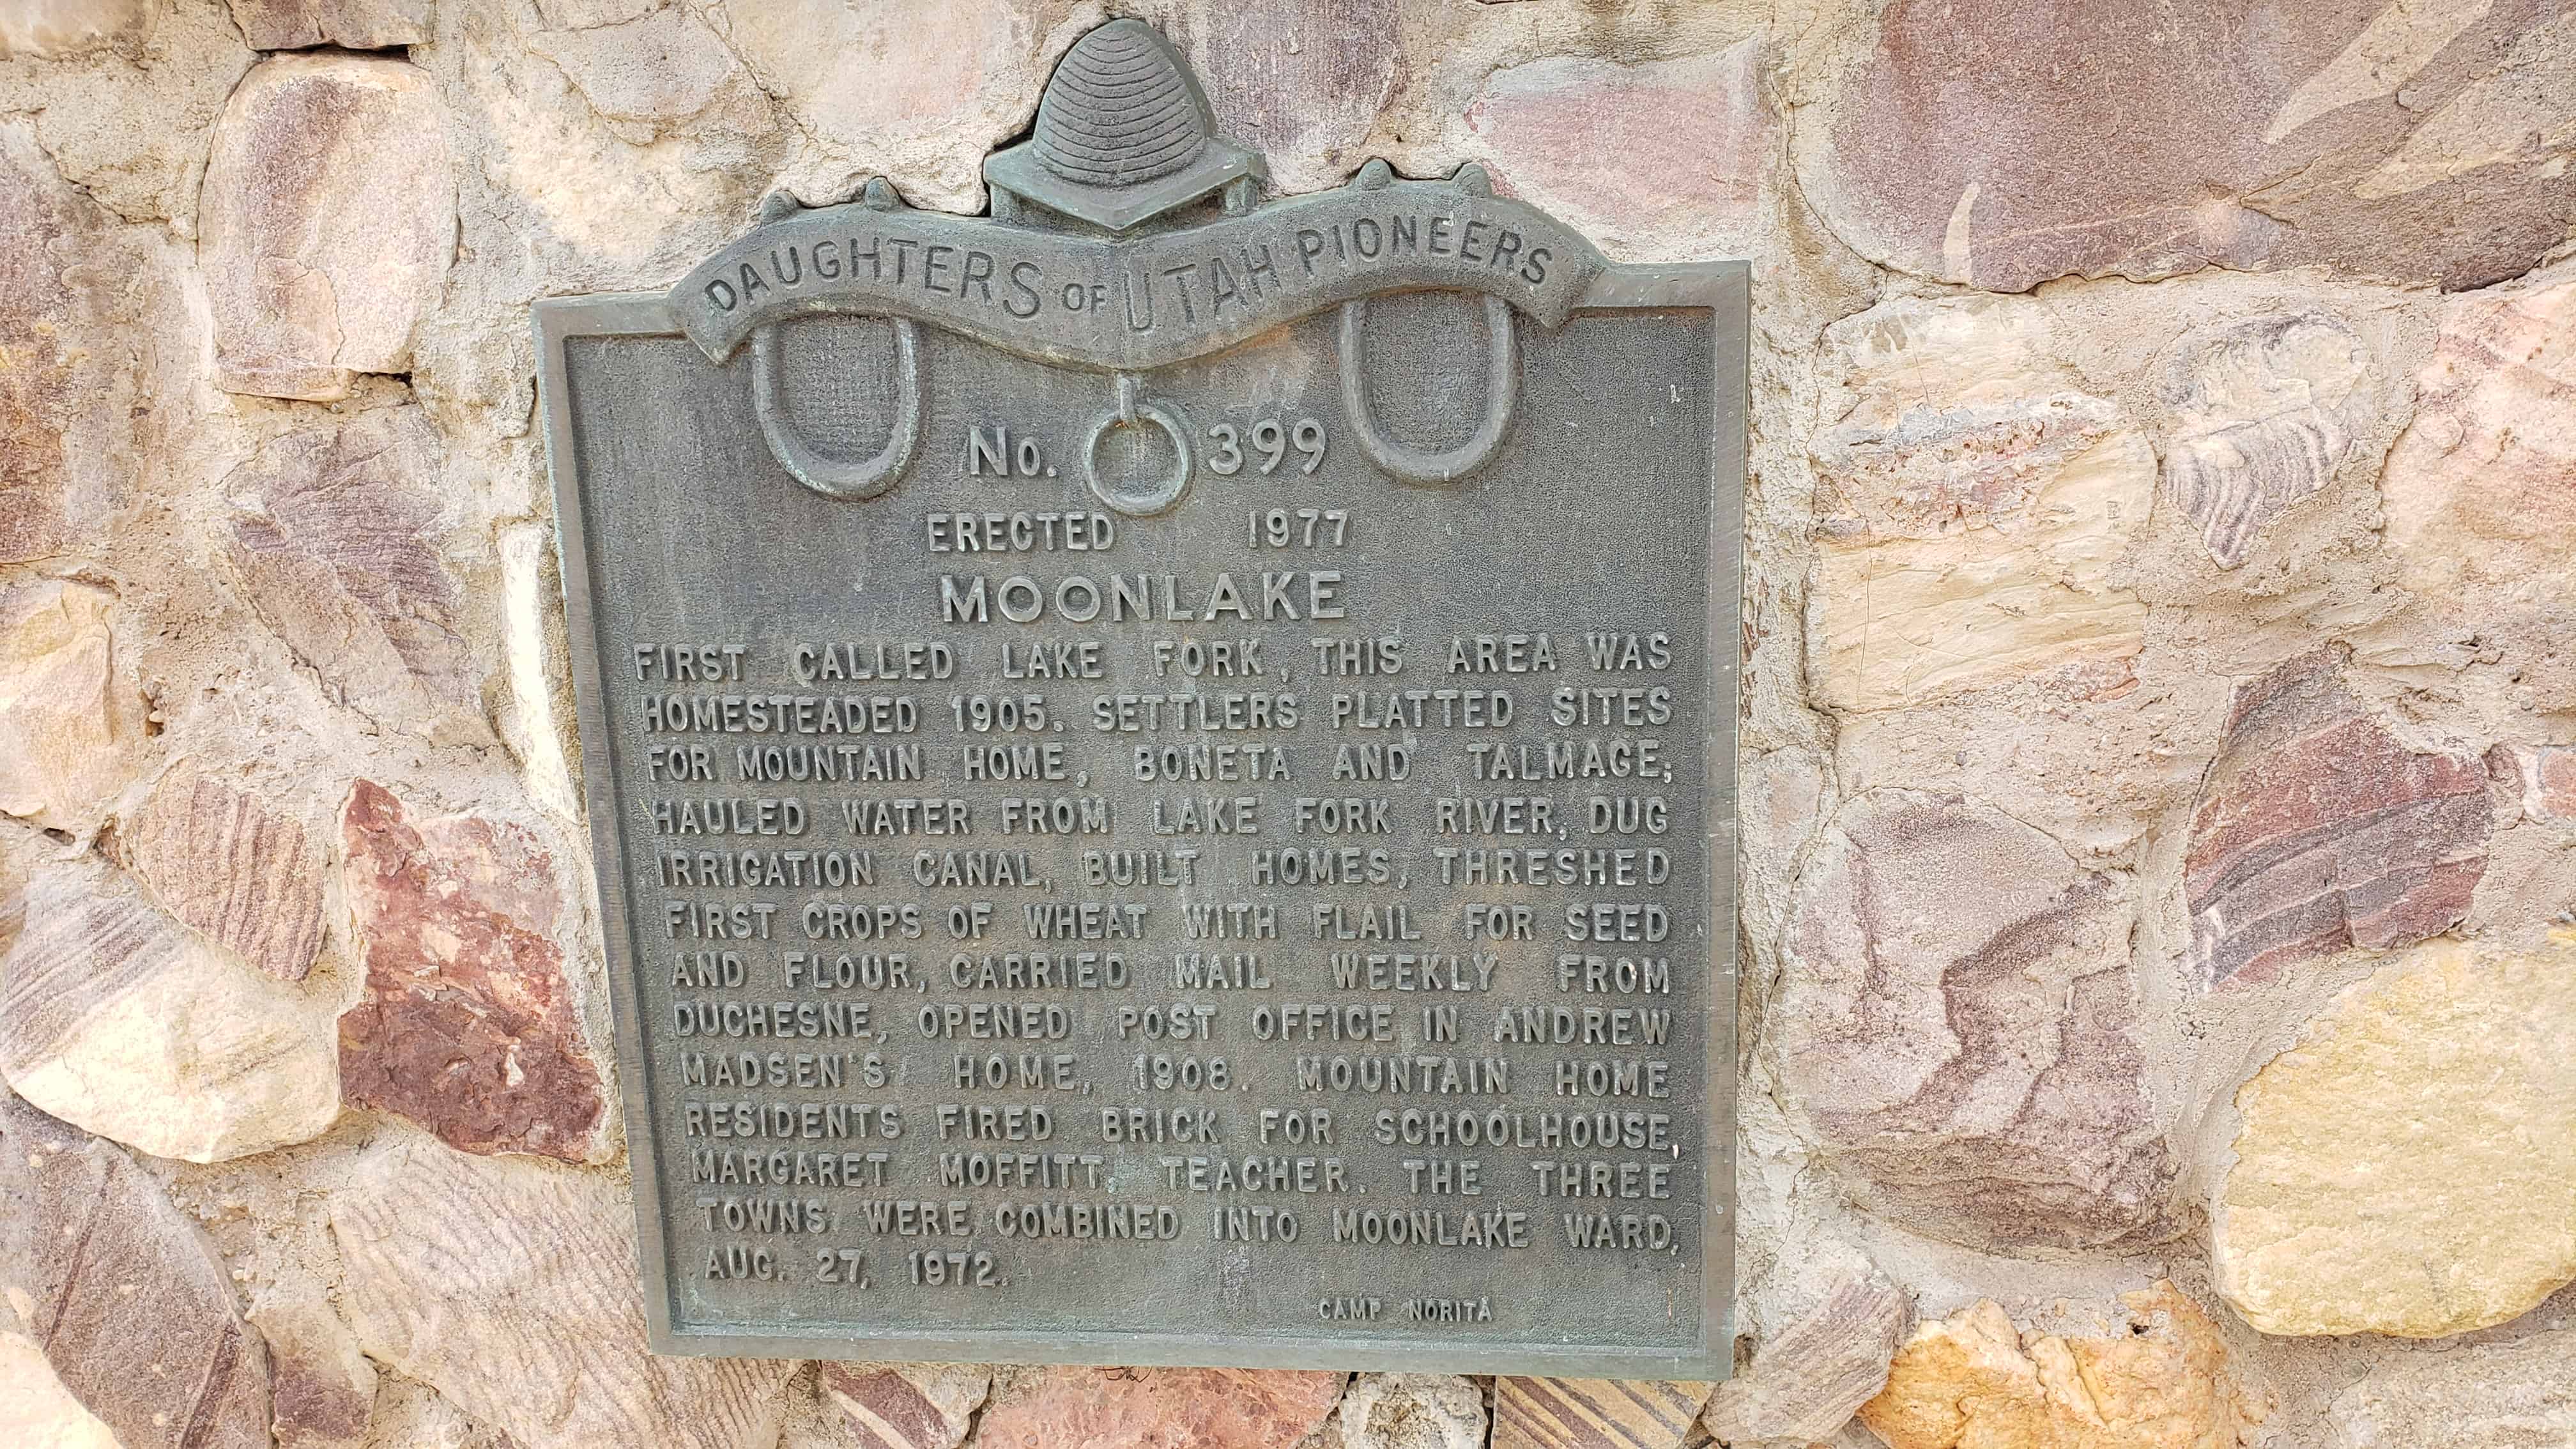 DAUGHTERS OF UTAH PIONEERS
No. 399
ERECTED 1977
MOONLAKE
FIRST CALLED LAKE FORK, THIS AREA WAS
HOMESTEADED 1905. SETTLERS PLATTED SITES
FOR MOUNTAIN HOME, BONETA AND TALMAGE;
HAULED WATER FROM LAKE FORK RIVER, DUG
IRRIGATION CANAL, BUILT HOMES, THRESHED
FIRST CROPS OF WHEAT WITH FLAIL FOR SEED
AND FLOUR, CARRIED MAIL WEEKLY FROM
DUCHESNE, OPENED POST OFFICE IN ANDREW
MADSEN'S HOME, 1908. MOUNTAIN HOME
RESIDENTS FIRED BRICK FOR SCHOOLHOUSE,
MARGARET MOFFITT, TEACHER. THE THREE
TOWNS WERE COMBINED INTO MOONLAKE WARD,
AUG. 27, 1972.
CAMP NORITA